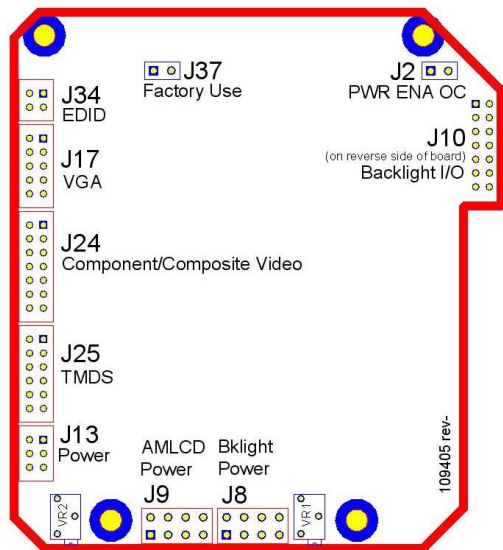 J37
Factory Use
J2
PWR ENA OC
J34
EDID
J10
(on reverse side of board)
Backlight I/O
J17
VGA
J24
Component/Composite Video
J25
TMDS
J13
Power
AMLCD
Power
J9
Bklight
Power
J8
VR2
VR1
109405 rev-